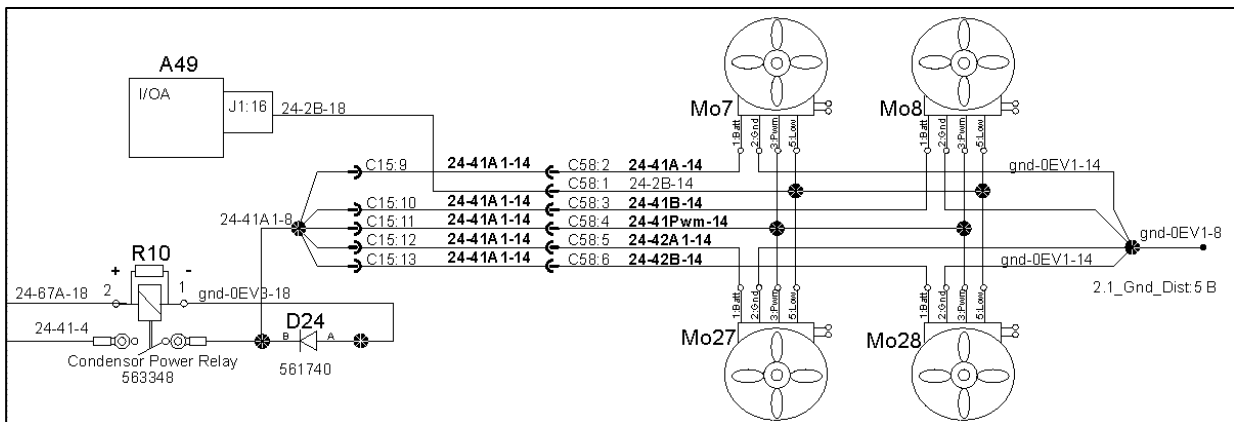 A49
I/OA
J1:16
24-2B-18
Mo7
1:Batt
2:Gnd
3:Pwm
5:Low
Mo8
1:Batt
2:Gnd
3:Pwm
5:Low
C15:9 24-41A1-14 C58:2 24-41A-14 gnd-0EV1-14
C58:1 24-2B-14
C15:10 24-41A1-14 C58:3 24-41B-14
24-41A1-8 C15:11 24-41A1-14 C58:4 24-41Pwm-14
C15:12 24-41A1-14 C58:5 24-42A1-14 gnd-0EV1-8
C15:13 24-41A1-14 C58:6 24-42B-14 gnd-0EV1-14
2.1_Gnd_Dist:5 B
R10
+ -
24-67A-18 2 1 gnd-0EV3-18
24-41-4
D24
B A
561740
Condensor Power Relay
563348
Mo27
1:Batt
2:Gnd
3:Pwm
5:Low
Mo28
1:Batt
2:Gnd
3:Pwm
5:Low